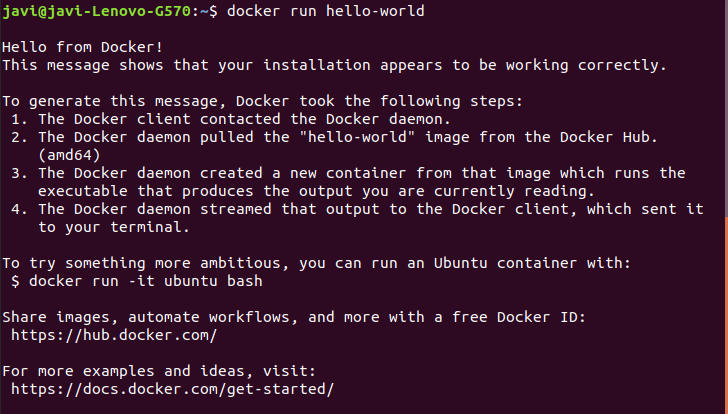 javi@javi-Lenovo-G570:~$ docker run hello-world

Hello from Docker!
This message shows that your installation appears to be working correctly.

To generate this message, Docker took the following steps:
 1. The Docker client contacted the Docker daemon.
 2. The Docker daemon pulled the "hello-world" image from the Docker Hub.
    (amd64)
 3. The Docker daemon created a new container from that image which runs the
    executable that produces the output you are currently reading.
 4. The Docker daemon streamed that output to the Docker client, which sent it
    to your terminal.

To try something more ambitious, you can run an Ubuntu container with:
 $ docker run -it ubuntu bash

Share images, automate workflows, and more with a free Docker ID:
 https://hub.docker.com/

For more examples and ideas, visit:
 https://docs.docker.com/get-started/